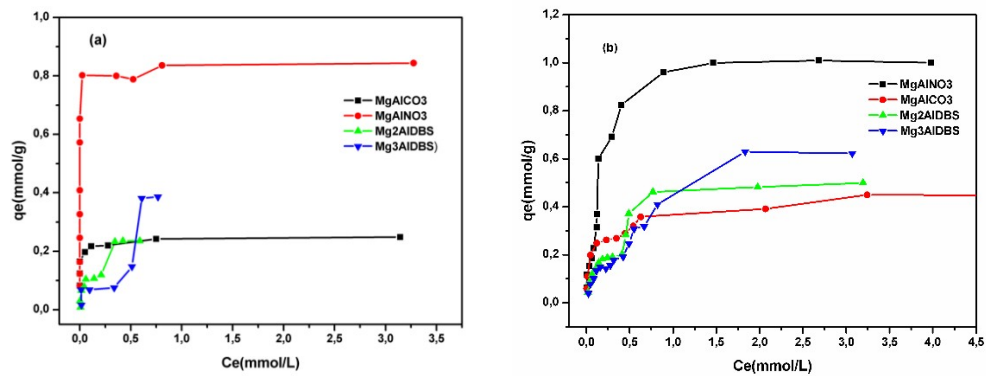 (a)
1,0
0,8
0,6
0,4
0,2
0,0
qe(mmol/g)
MgAlCO3
MgAlNO3
Mg2AlDBS
Mg3AlDBS)
0,0 0,5 1,0 1,5 2,0 2,5 3,0 3,5
Ce(mmol/L)
(b)
1,2
1,0
0,8
0,6
0,4
0,2
0,0
qe(mmol/g)
MgAlNO3
MgAlCO3
Mg2AlDBS
Mg3AlDBS
0,0 0,5 1,0 1,5 2,0 2,5 3,0 3,5 4,0 4,5
Ce(mmol/L)